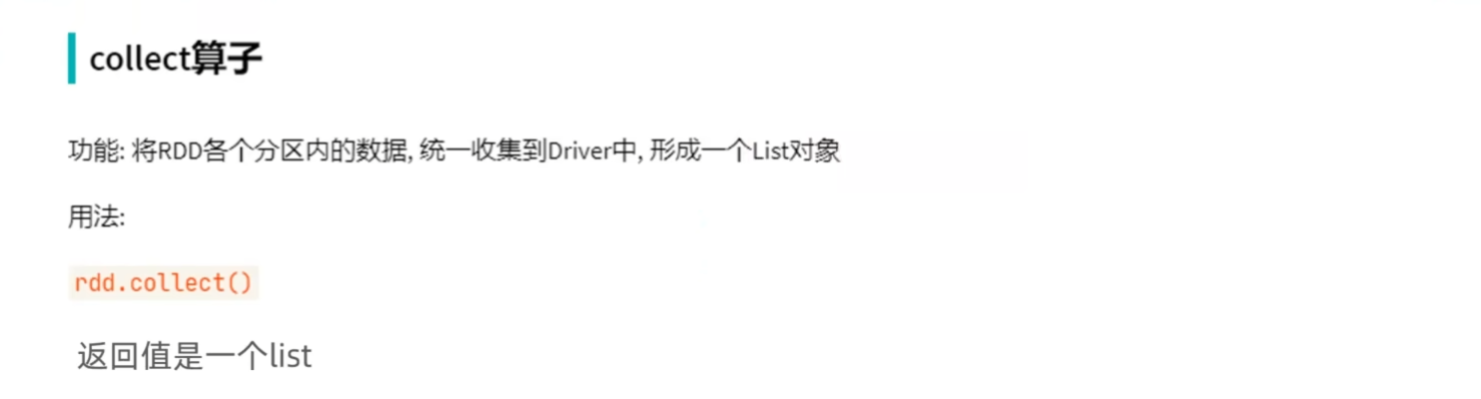 collect算子
功能: 将RDD各个分区内的数据, 统一收集到Driver中, 形成一个List对象
用法:
rdd.collect()
返回值是一个list